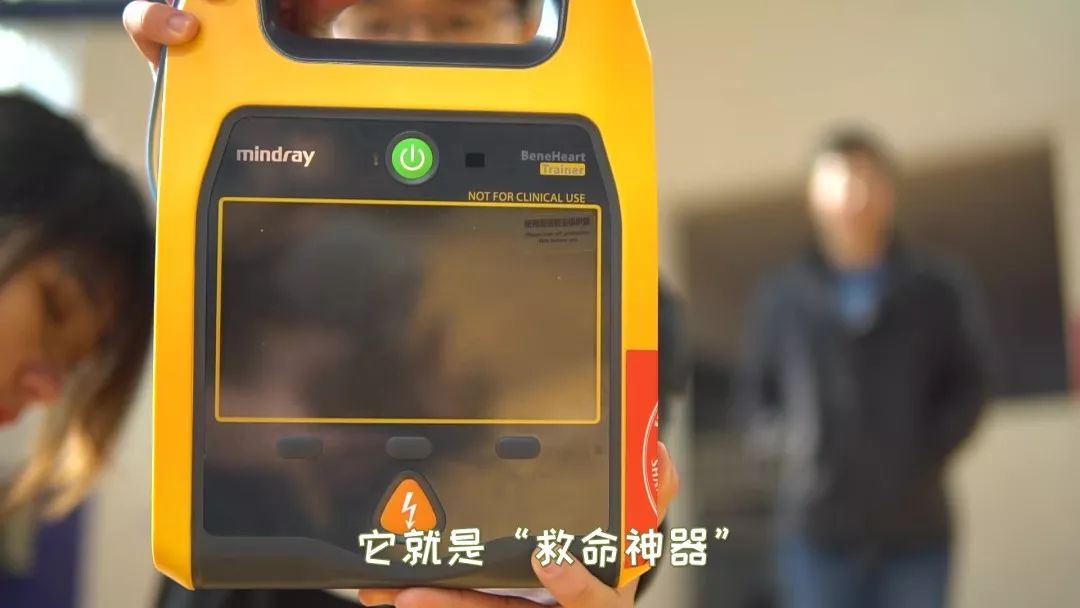 mindray
BeneHeart
Trainer
NOT FOR CLINICAL USE
它就是“救命神器”